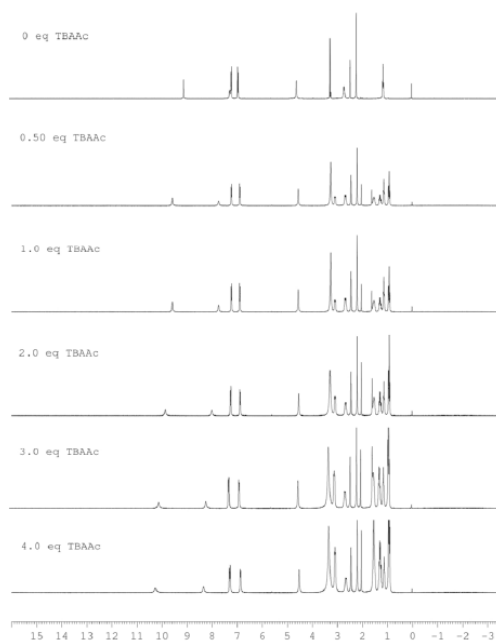 0 eq TBAAc
0.50 eq TBAAc
1.0 eq TBAAc
2.0 eq TBAAc
3.0 eq TBAAc
4.0 eq TBAAc
15 14 13 12 11 10 9 8 7 6 5 4 3 2 1 0 -1 -2 -3